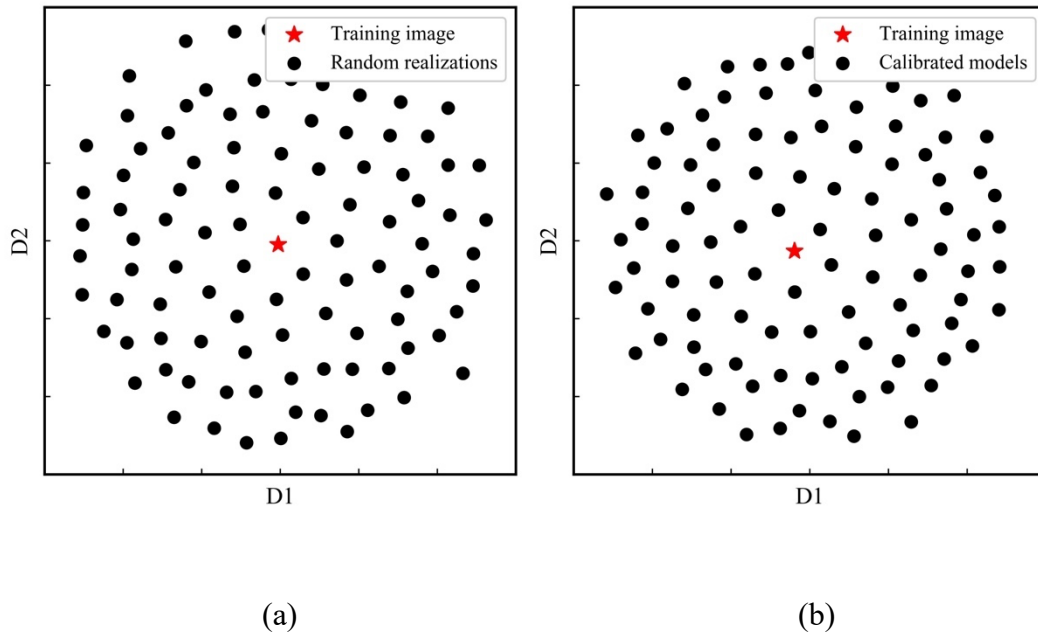 Training image
Random realizations
D2
D1
(a)
Training image
Calibrated models
D2
D1
(b)